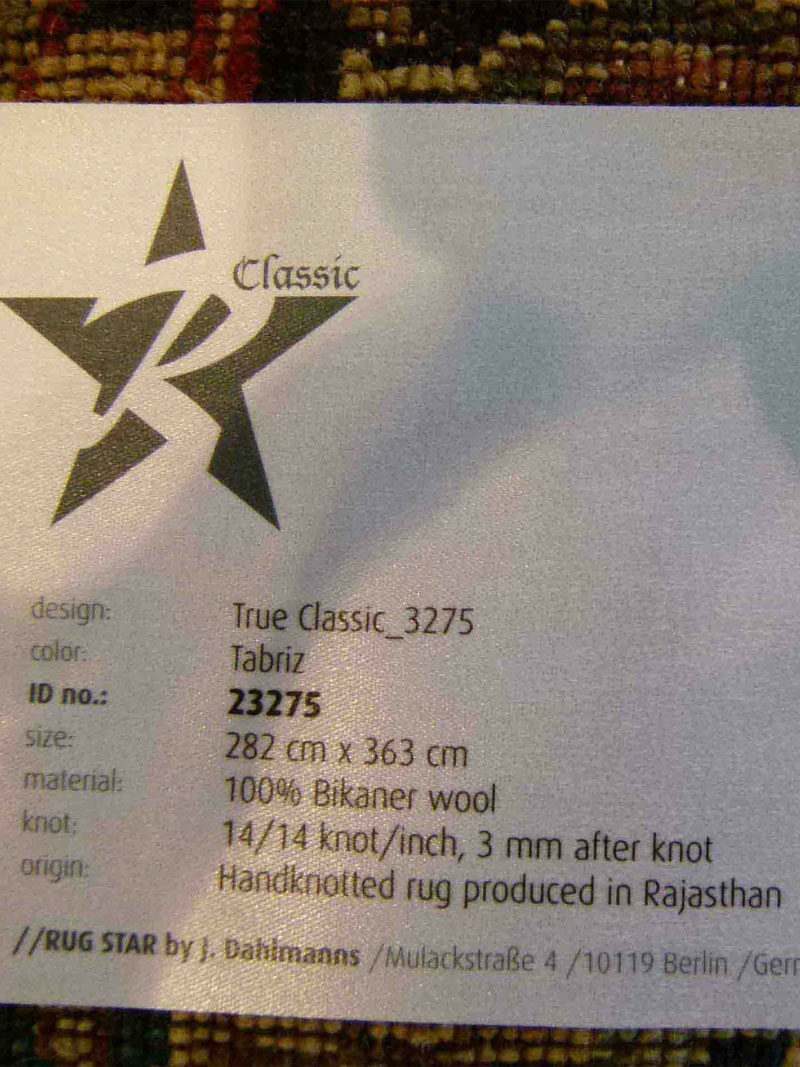 Classic
design: True Classic_3275
color: Tabriz
ID no.: 23275
size: 282 cm x 363 cm
material: 100% Bikaner wool
knot: 14/14 knot/inch, 3 mm after knot
origin: Handknotted rug produced in Rajasthan
//RUG STAR by J. Dahlmanns /Mulackstraße 4 /10119 Berlin /Germ